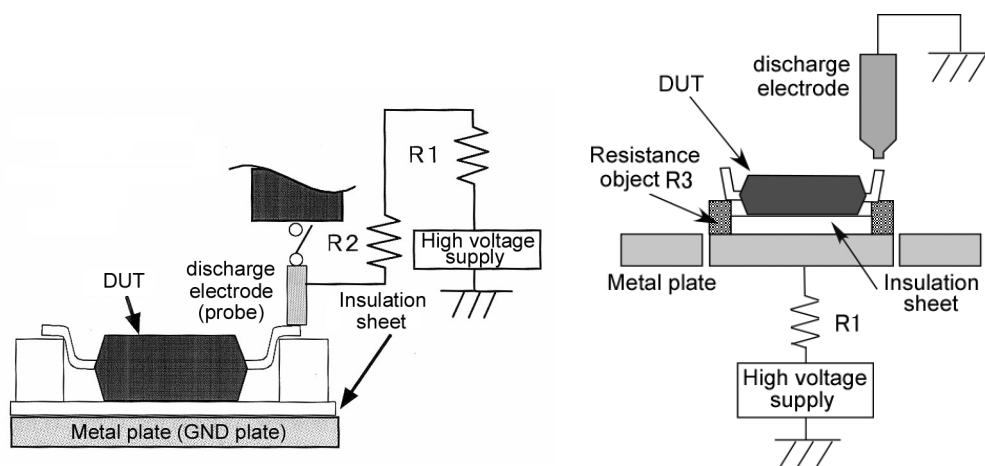 R1
R2
High voltage
supply
discharge
electrode
(probe)
DUT
Insulation
sheet
Metal plate (GND plate)
discharge
electrode
DUT
Resistance
object R3
Metal plate
Insulation
sheet
R1
High voltage
supply